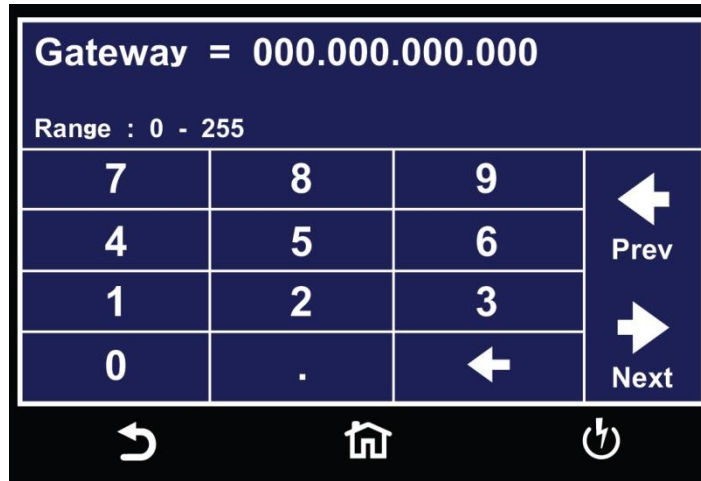 Gateway = 000.000.000.000
Range : 0 - 255
7 8 9
4 5 6 Prev
1 2 3
0 . Next